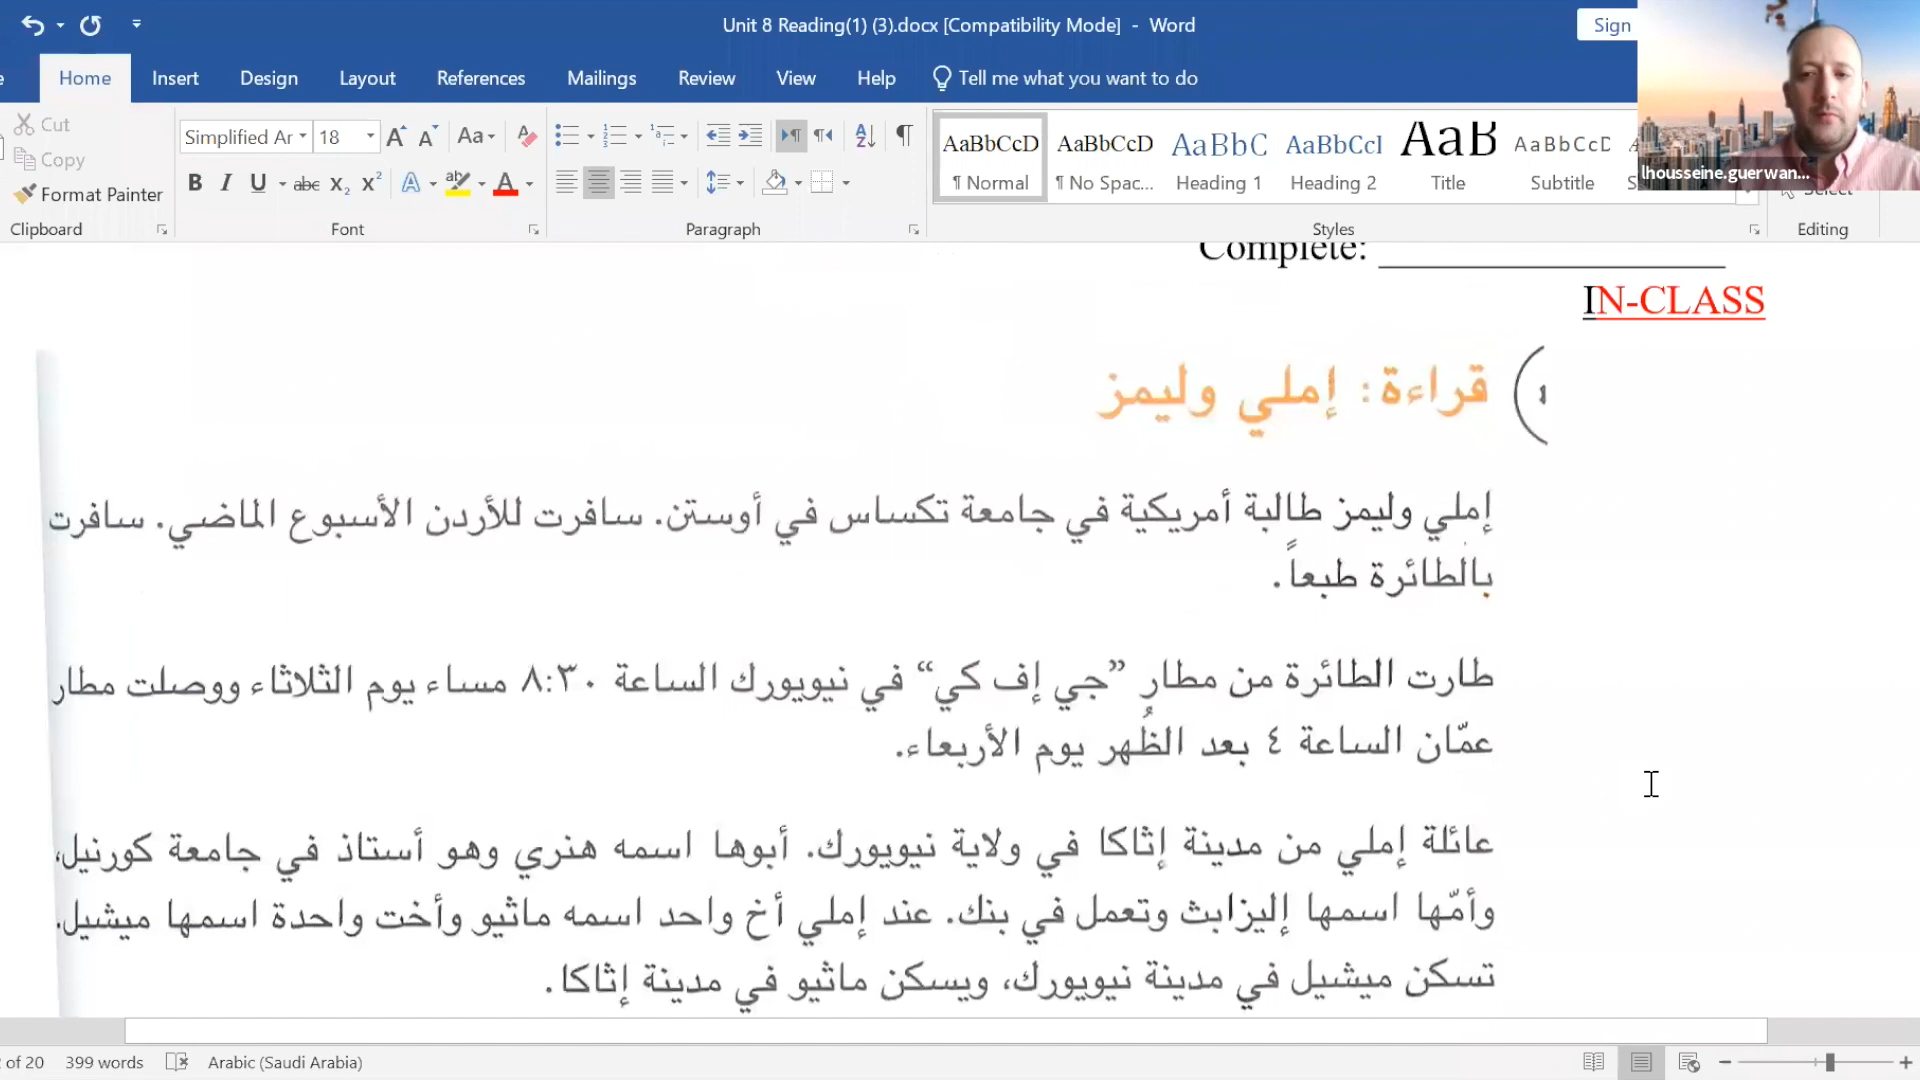 Unit 8 Reading(1) (3).docx [Compatibility Mode] - Word
Sign
Home Insert Design Layout References Mailings Review View Help Tell me what you want to do
Cut
Copy
Format Painter
Clipboard
Simplified Ar 18
Font
Paragraph
AaBbCcD AaBbCcD AaBbC AaBbCcI AaB AaBbCcD
¶ Normal ¶ No Spac... Heading 1 Heading 2 Title Subtitle
Styles
lhousseine.guerwan...
Select
Editing
Complete:
IN-CLASS
قراءة: إملي وليمز
إملي وليمز طالبة أمريكية في جامعة تكساس في أوستن. سافرت للأردن الأسبوع الماضي. سافرت
بالطائرة طبعاً.
طارت الطائرة من مطار ”جي إف كي“ في نيويورك الساعة ٨:٣٠ مساء يوم الثلاثاء ووصلت مطار
عمّان الساعة ٤ بعد الظُهر يوم الأربعاء.
عائلة إملي من مدينة إثاكا في ولاية نيويورك. أبوها اسمه هنري وهو أستاذ في جامعة كورنيل،
وأمّها اسمها إليزابث وتعمل في بنك. عند إملي أخ واحد اسمه ماثيو وأخت واحدة اسمها ميشيل.
تسكن ميشيل في مدينة نيويورك، ويسكن ماثيو في مدينة إثاكا.
of 20 399 words Arabic (Saudi Arabia)